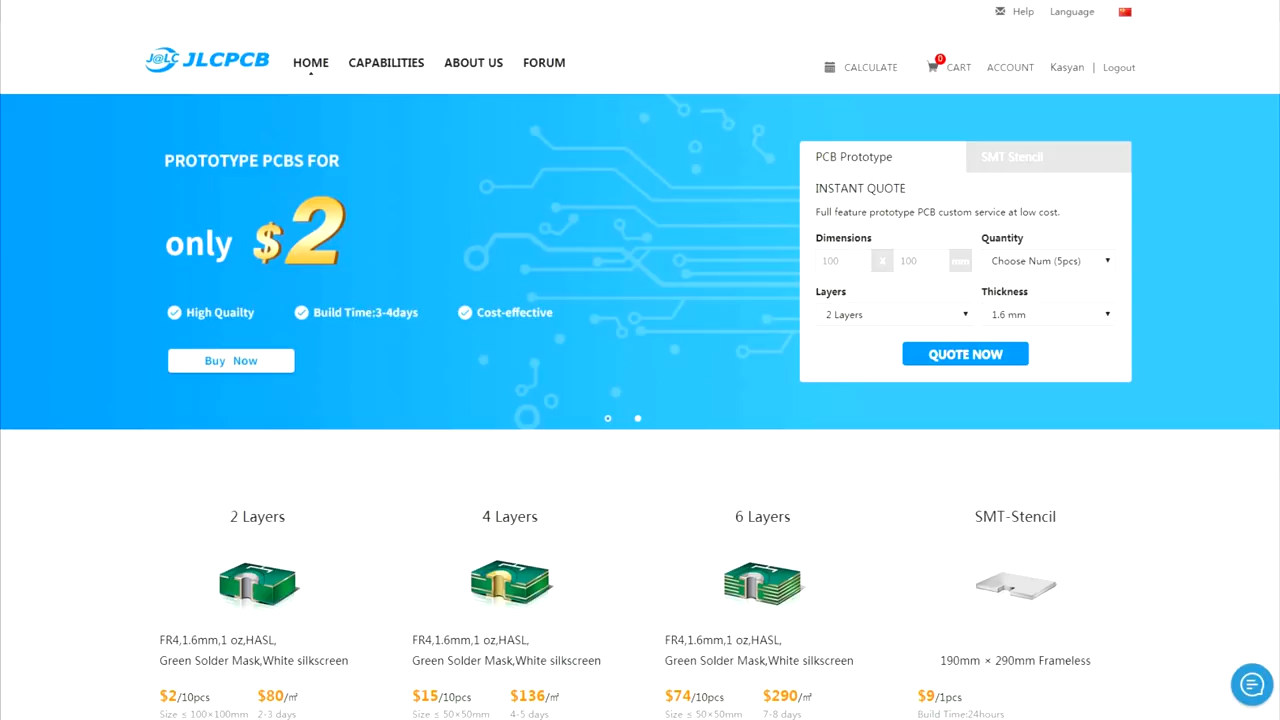 Help Language
J@LC JLCPCB HOME CAPABILITIES ABOUT US FORUM
CALCULATE 0 CART ACCOUNT Kasyan | Logout
PROTOTYPE PCBS FOR
only $2
High Quailty Build Time:3-4days Cost-effective
Buy Now
PCB Prototype SMT Stencil
INSTANT QUOTE
Full feature prototype PCB custom service at low cost.
Dimensions Quantity
100 X 100 mm Choose Num (5pcs)
Layers Thickness
2 Layers 1.6 mm
QUOTE NOW
2 Layers 4 Layers 6 Layers SMT-Stencil
FR4,1.6mm,1 oz,HASL, FR4,1.6mm,1 oz,HASL, FR4,1.6mm,1 oz,HASL,
Green Solder Mask,White silkscreen Green Solder Mask,White silkscreen Green Solder Mask,White silkscreen 190mm × 290mm Frameless
$2/10pcs $80/㎡ $15/10pcs $136/㎡ $74/10pcs $290/㎡ $9/1pcs
Size ≤ 100×100mm 2-3 days Size ≤ 50×50mm 4-5 days Size ≤ 50×50mm 7-8 days Build Time:24hours